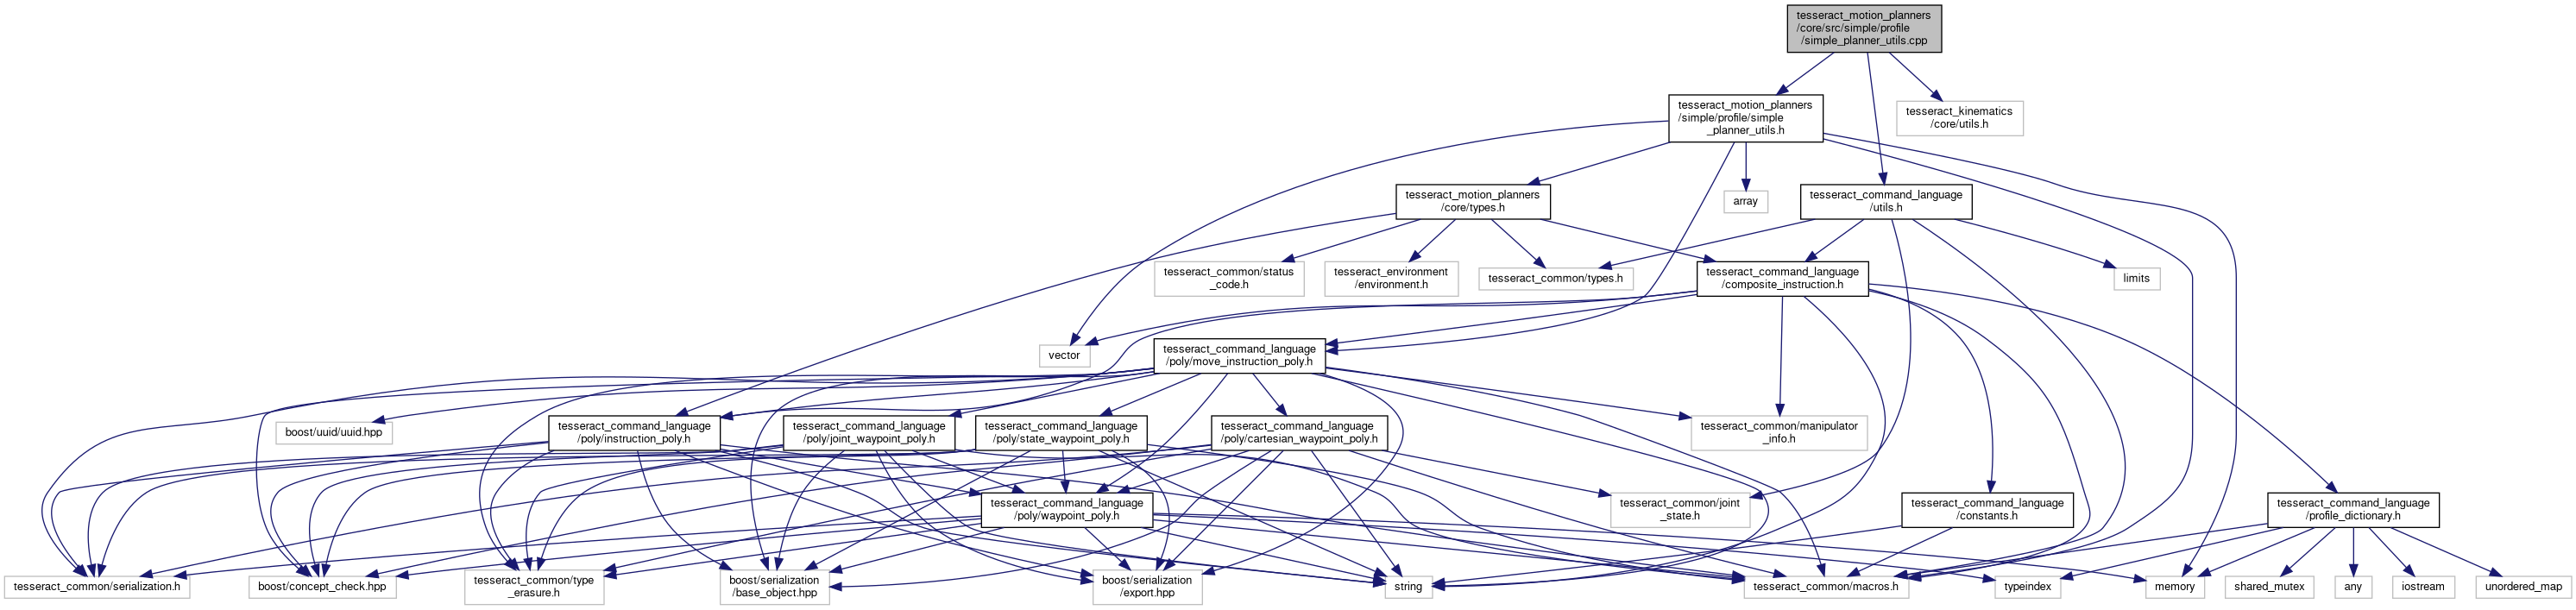 tesseract_motion_planners
/core/src/simple/profile
/simple_planner_utils.cpp
tesseract_motion_planners
/simple/profile/simple
_planner_utils.h
tesseract_kinematics
/core/utils.h
tesseract_motion_planners
/core/types.h
array
tesseract_command_language
/utils.h
tesseract_common/status
_code.h
tesseract_environment
/environment.h
tesseract_common/types.h
tesseract_command_language
/composite_instruction.h
limits
vector
tesseract_command_language
/poly/move_instruction_poly.h
boost/uuid/uuid.hpp
tesseract_command_language
/poly/instruction_poly.h
tesseract_command_language
/poly/joint_waypoint_poly.h
tesseract_command_language
/poly/state_waypoint_poly.h
tesseract_command_language
/poly/cartesian_waypoint_poly.h
tesseract_common/manipulator
_info.h
tesseract_command_language
/poly/waypoint_poly.h
tesseract_common/joint
_state.h
tesseract_command_language
/constants.h
tesseract_command_language
/profile_dictionary.h
tesseract_common/serialization.h
boost/concept_check.hpp
tesseract_common/type
_erasure.h
boost/serialization
/base_object.hpp
boost/serialization
/export.hpp
string
tesseract_common/macros.h
typeindex
memory
shared_mutex
any
iostream
unordered_map